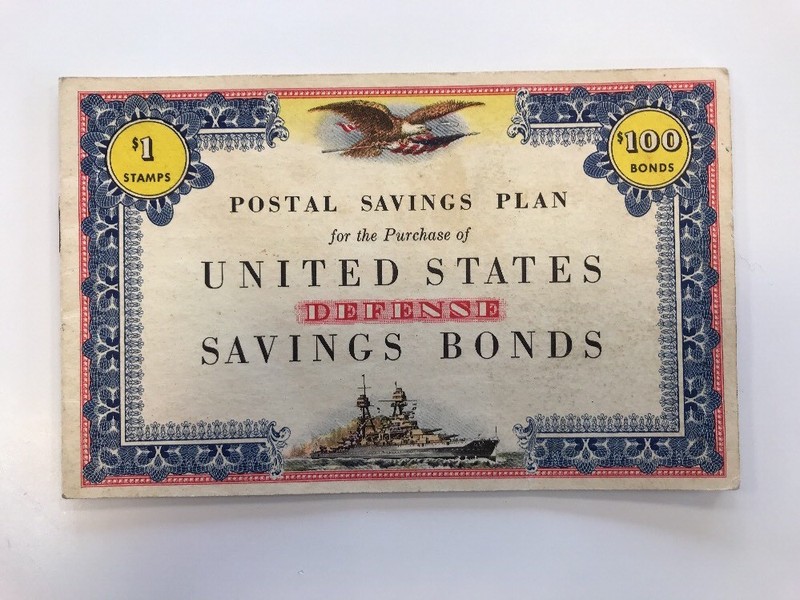 $1
STAMPS
$100
BONDS
POSTAL SAVINGS PLAN
for the Purchase of
UNITED STATES
DEFENSE
SAVINGS BONDS